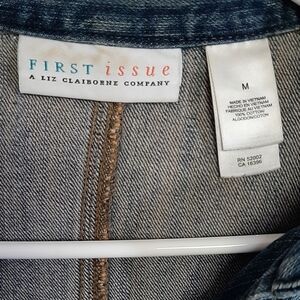 FIRST issue
A LIZ CLAIBORNE COMPANY
M
MADE IN VIETNAM
HECHO EN VIETNAM
FABRIQUE AU VIETNAM
100% COTTON
ALGODON/COTON
RN 52002
CA 16396